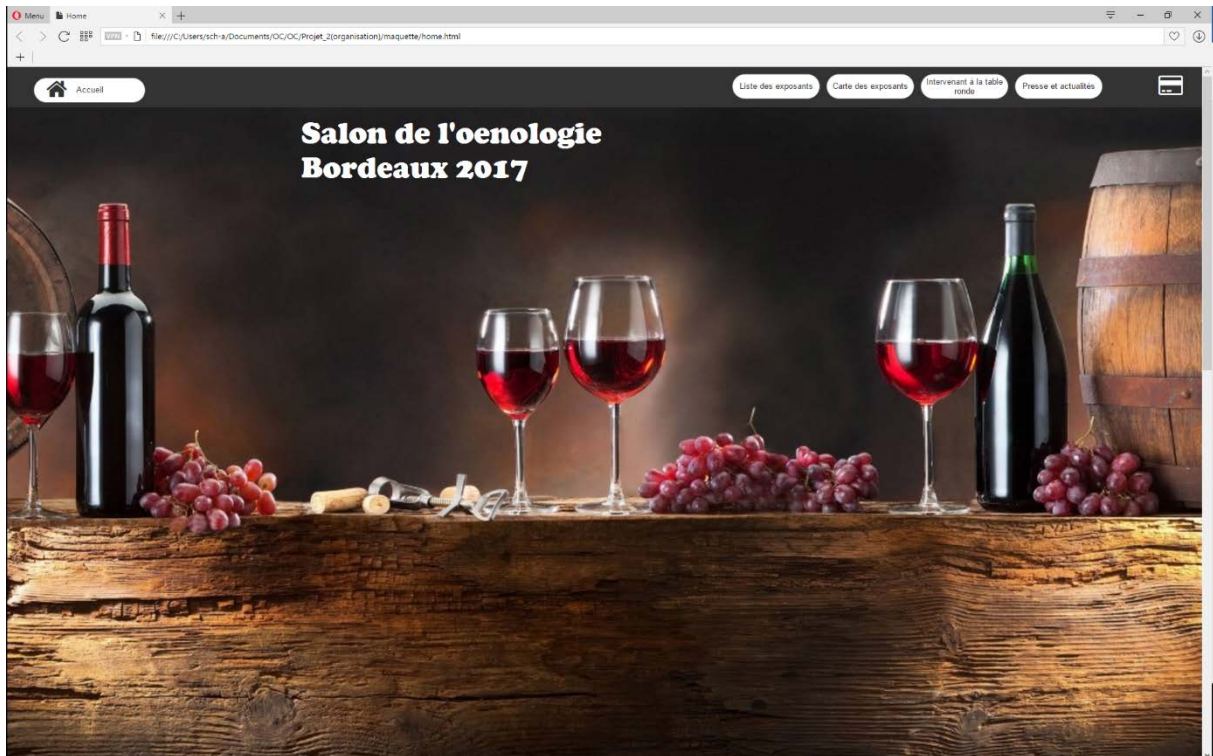 Menu
Home
VPN
file:///C:/Users/sch-a/Documents/OC/OC/Projet_2(organisation)/maquette/home.html
Accueil
Liste des exposants
Carte des exposants
Intervenant à la table
ronde
Presse et actualités
Salon de l'oenologie
Bordeaux 2017